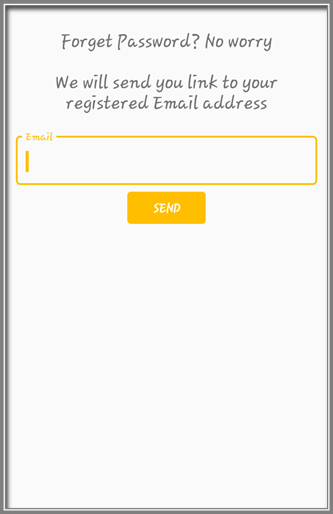 Forget Password? No worry
We will send you link to your
registered Email address
Email
SEND